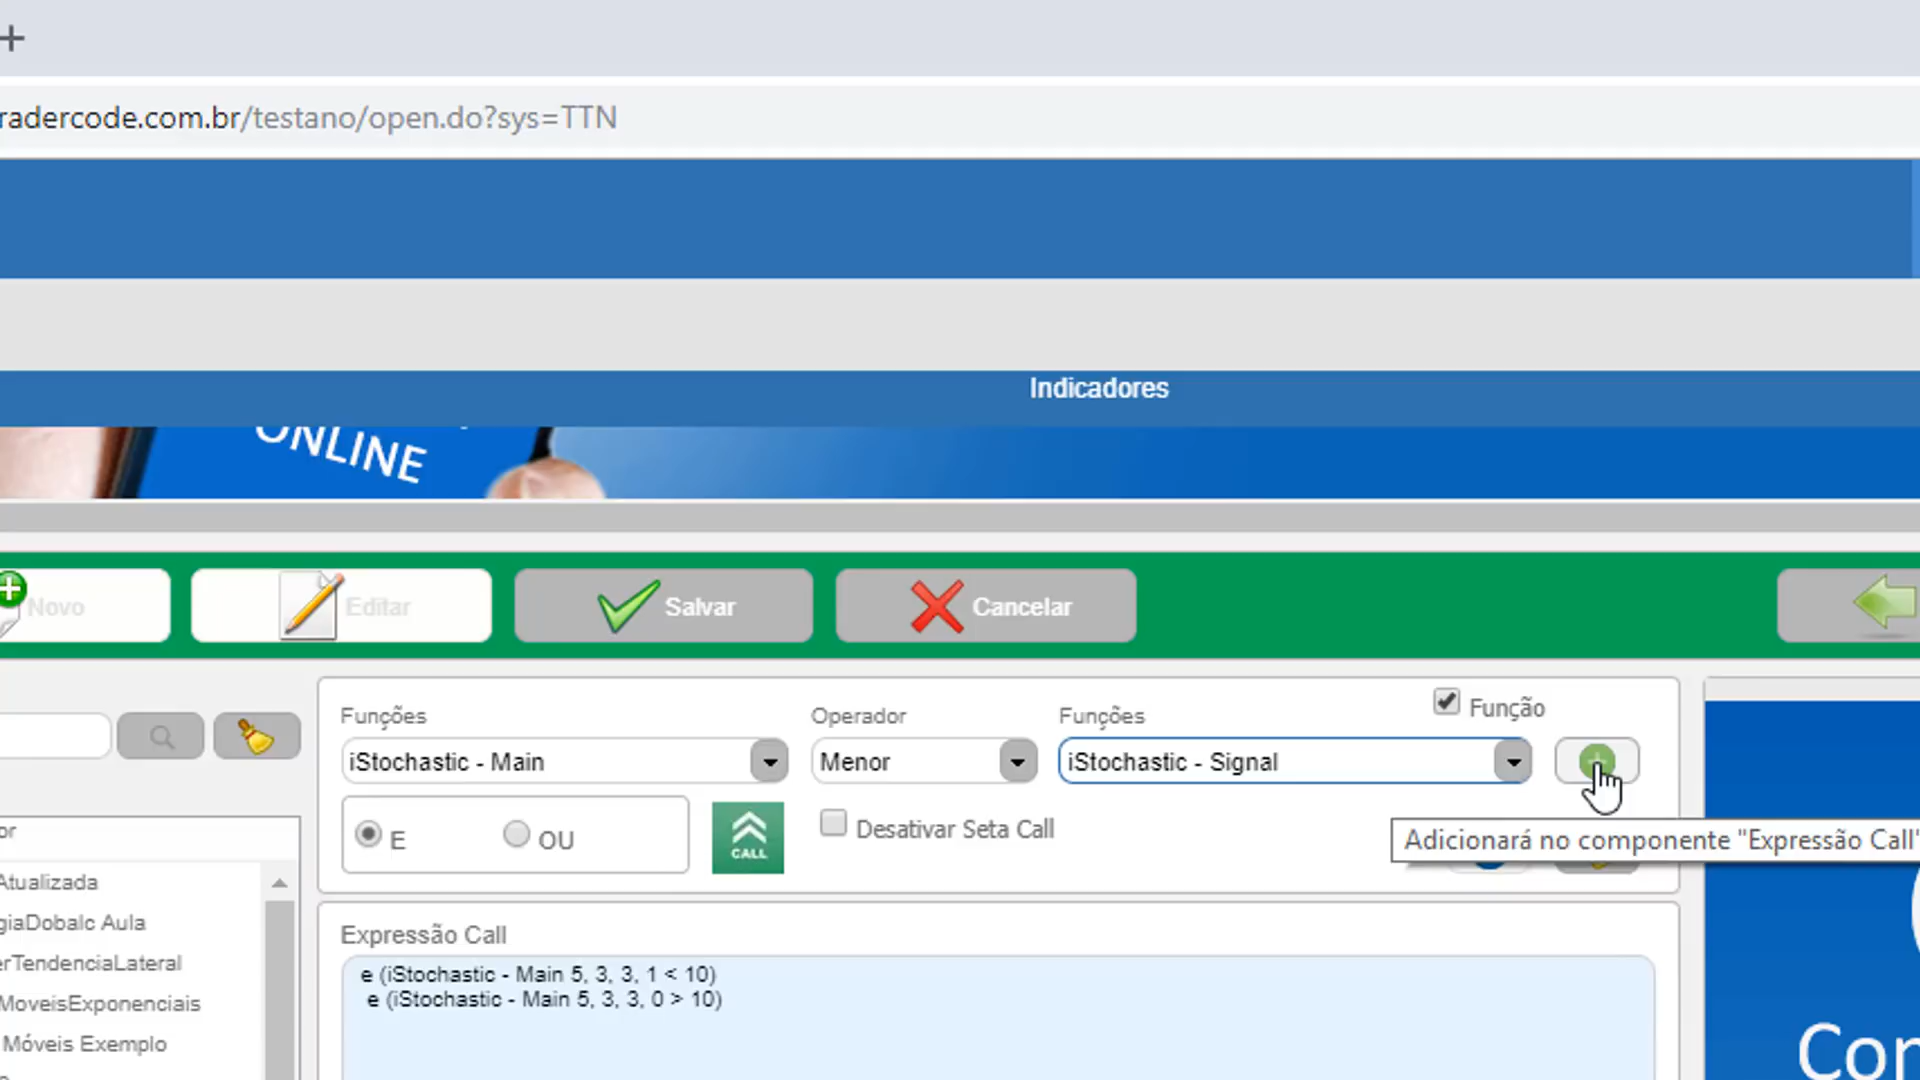 +
radercode.com.br/testano/open.do?sys=TTN
Indicadores
ONLINE
Novo
Editar
Salvar
Cancelar
Funções
Operador
Funções
Função
iStochastic - Main
Menor
iStochastic - Signal
E
OU
CALL
Desativar Seta Call
Adicionará no componente "Expressão Call"
or
Atualizada
giaDobalc Aula
erTendenciaLateral
MoveisExponenciais
Móveis Exemplo
Expressão Call
e (iStochastic - Main 5, 3, 3, 1 < 10)
e (iStochastic - Main 5, 3, 3, 0 > 10)
Con